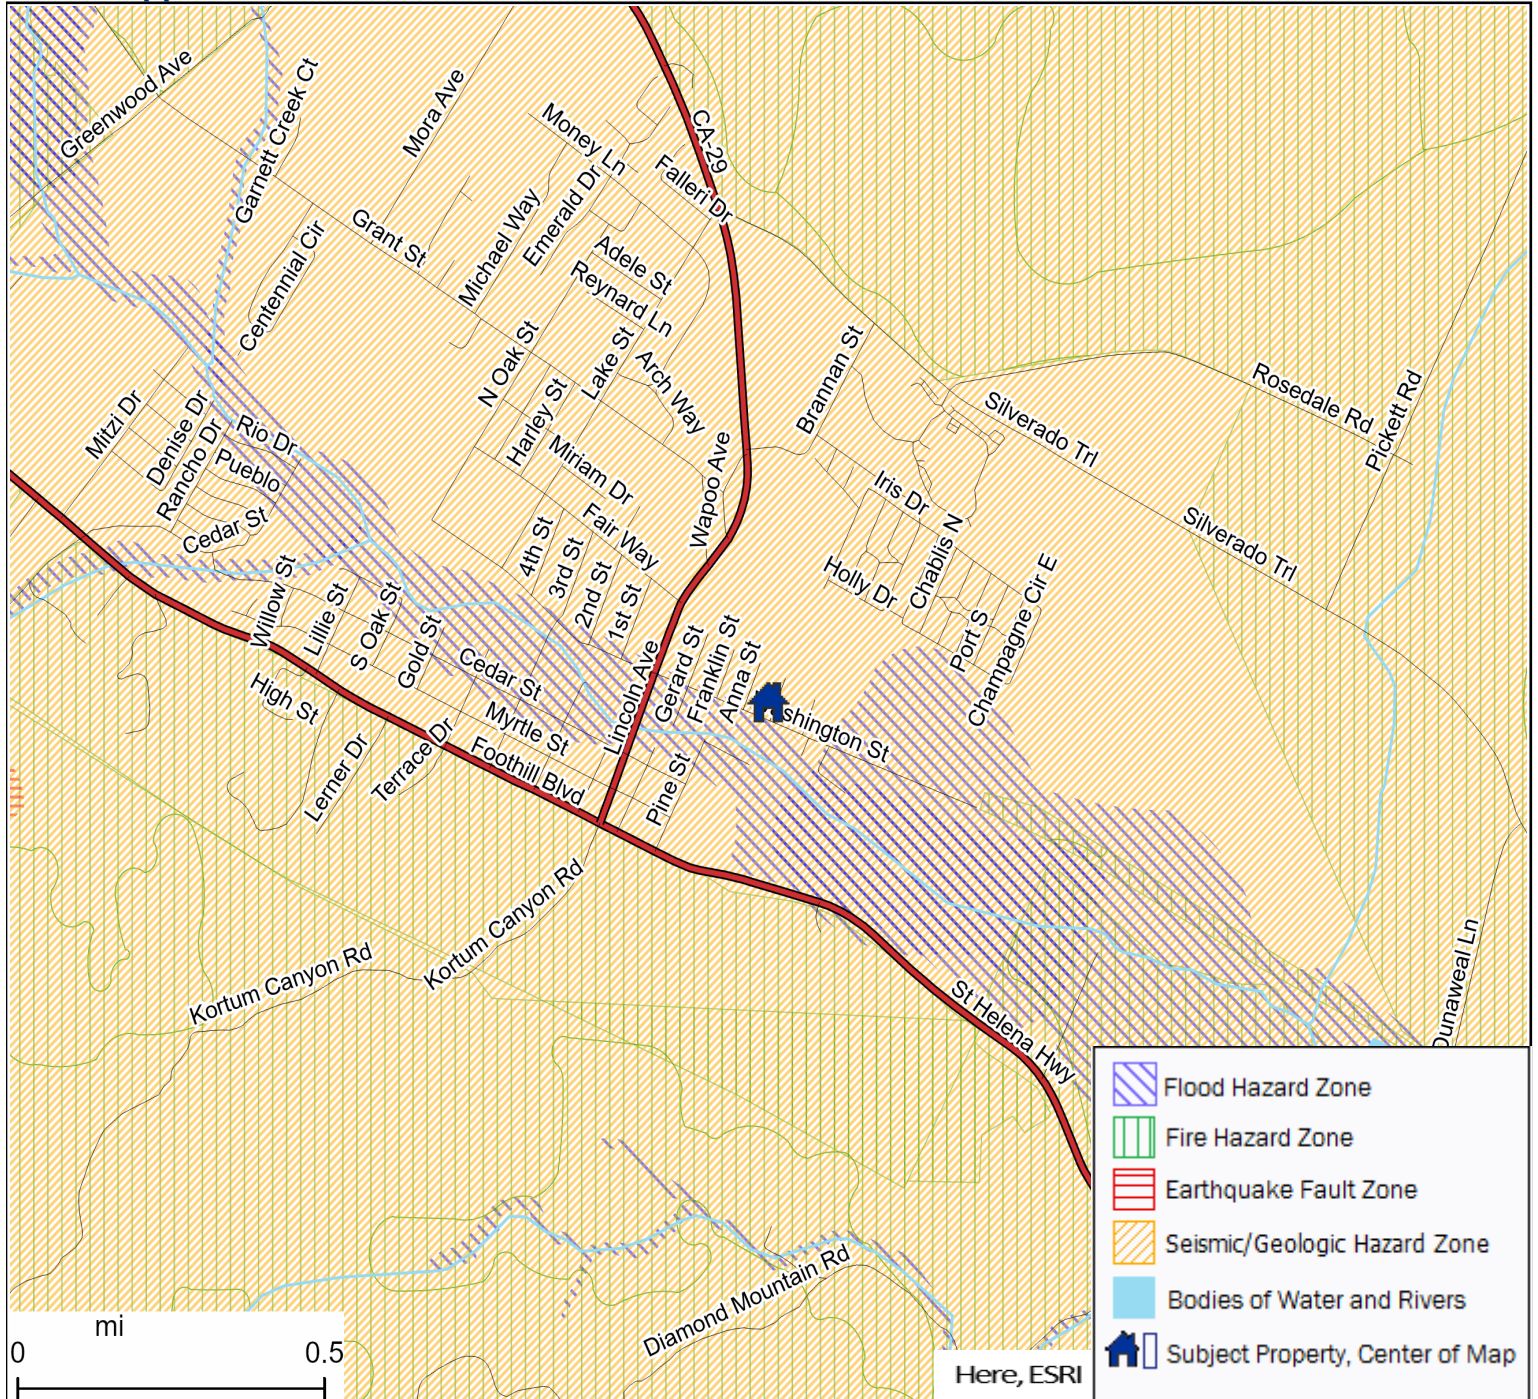 Greenwood Ave
Garnett Creek Ct
Mora Ave
Money Ln
CA-29
Falleri Dr
Michael Way
Emerald Dr
Grant St
Centennial Cir
Adele St
Reynard Ln
N Oak St
Lake St
Arch Way
Harley St
Brannan St
Rosedale Rd
Pickett Rd
Silverado Trl
Mitzi Dr
Denise Dr
Rancho Dr
Rio Dr
Pueblo
Cedar St
Miriam Dr
Wapoo Ave
Fair Way
Iris Dr
Silverado Trl
4th St
3rd St
2nd St
1st St
Chablis N
Holly Dr
Port S
Champagne Cir E
Willow St
Lillie St
S Oak St
Gold St
Cedar St
Lincoln Ave
Gerard St
Franklin St
Anna St
shington St
High St
Myrtle St
Terrace Dr
Foothill Blvd
Lerner Dr
Pine St
Kortum Canyon Rd
Kortum Canyon Rd
St Helena Hwy
Dunaweal Ln
Diamond Mountain Rd
mi
0 0.5
Here, ESRI
Flood Hazard Zone
Fire Hazard Zone
Earthquake Fault Zone
Seismic/Geologic Hazard Zone
Bodies of Water and Rivers
Subject Property, Center of Map